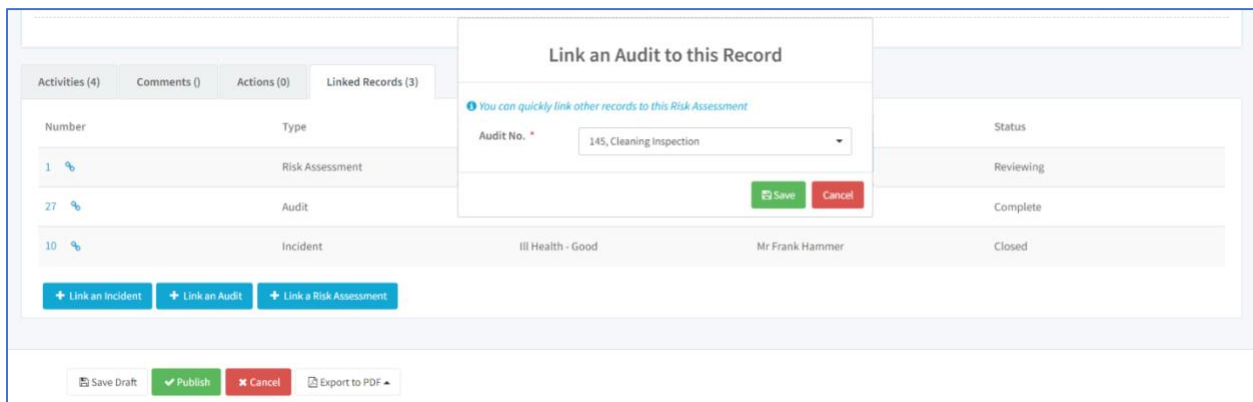 Link an Audit to this Record
Activities (4) Comments () Actions (0) Linked Records (3)
You can quickly link other records to this Risk Assessment
Number Type Status
Audit No. * 145, Cleaning Inspection
1 Risk Assessment Reviewing
Save Cancel
27 Audit Complete
10 Incident Ill Health - Good Mr Frank Hammer Closed
+ Link an Incident + Link an Audit + Link a Risk Assessment
Save Draft Publish Cancel Export to PDF